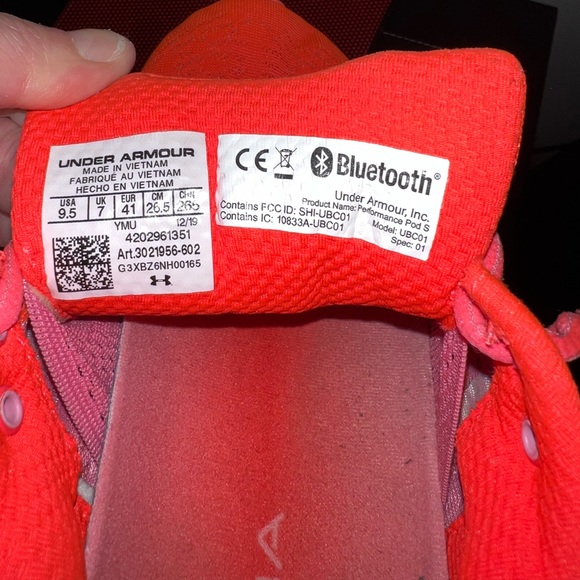 UNDER ARMOUR
MADE IN VIETNAM
FABRIQUÉ AU VIETNAM
HECHO EN VIETNAM
USA UK EUR CM CHN
9.5 7 41 26.5 265
YMU 12/19
4202961351
Art.3021956-602
G3XBZ6NH00165
CE Bluetooth®
Under Armour, Inc.
Product Name: Performance Pod S
Contains FCC ID: SHI-UBC01 Model: UBC01
Contains IC: 10833A-UBC01 Spec: 01